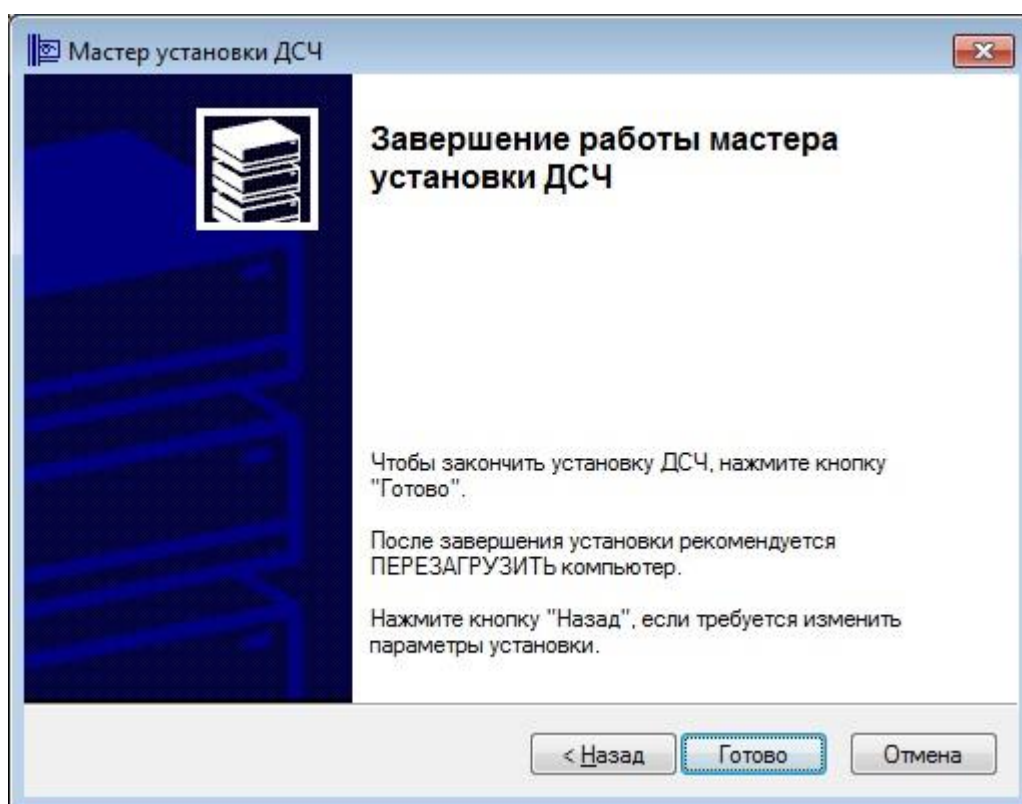 Мастер установки ДСЧ
Завершение работы мастера
установки ДСЧ
Чтобы закончить установку ДСЧ, нажмите кнопку
"Готово".
После завершения установки рекомендуется
ПЕРЕЗАГРУЗИТЬ компьютер.
Нажмите кнопку "Назад", если требуется изменить
параметры установки.
< Назад
Готово
Отмена